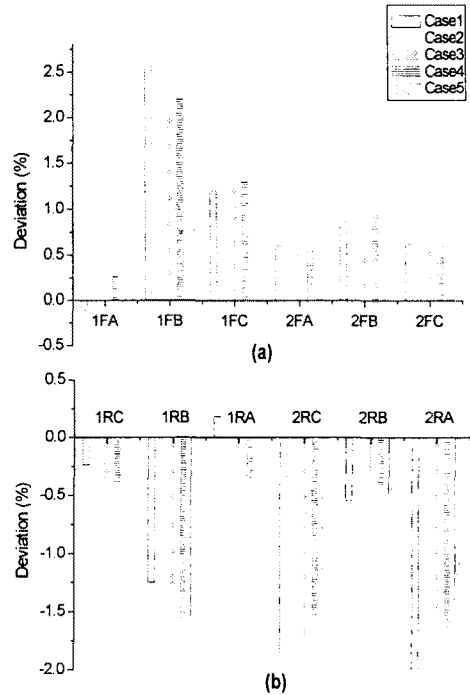 Case1
Case2
Case3
Case4
Case5
Deviation (%)
2.5
2.0
1.5
1.0
0.5
0.0
-0.5
1FA 1FB 1FC 2FA 2FB 2FC
(a)
Deviation (%)
0.5
0.0
-0.5
-1.0
-1.5
-2.0
1RC 1RB 1RA 2RC 2RB 2RA
(b)